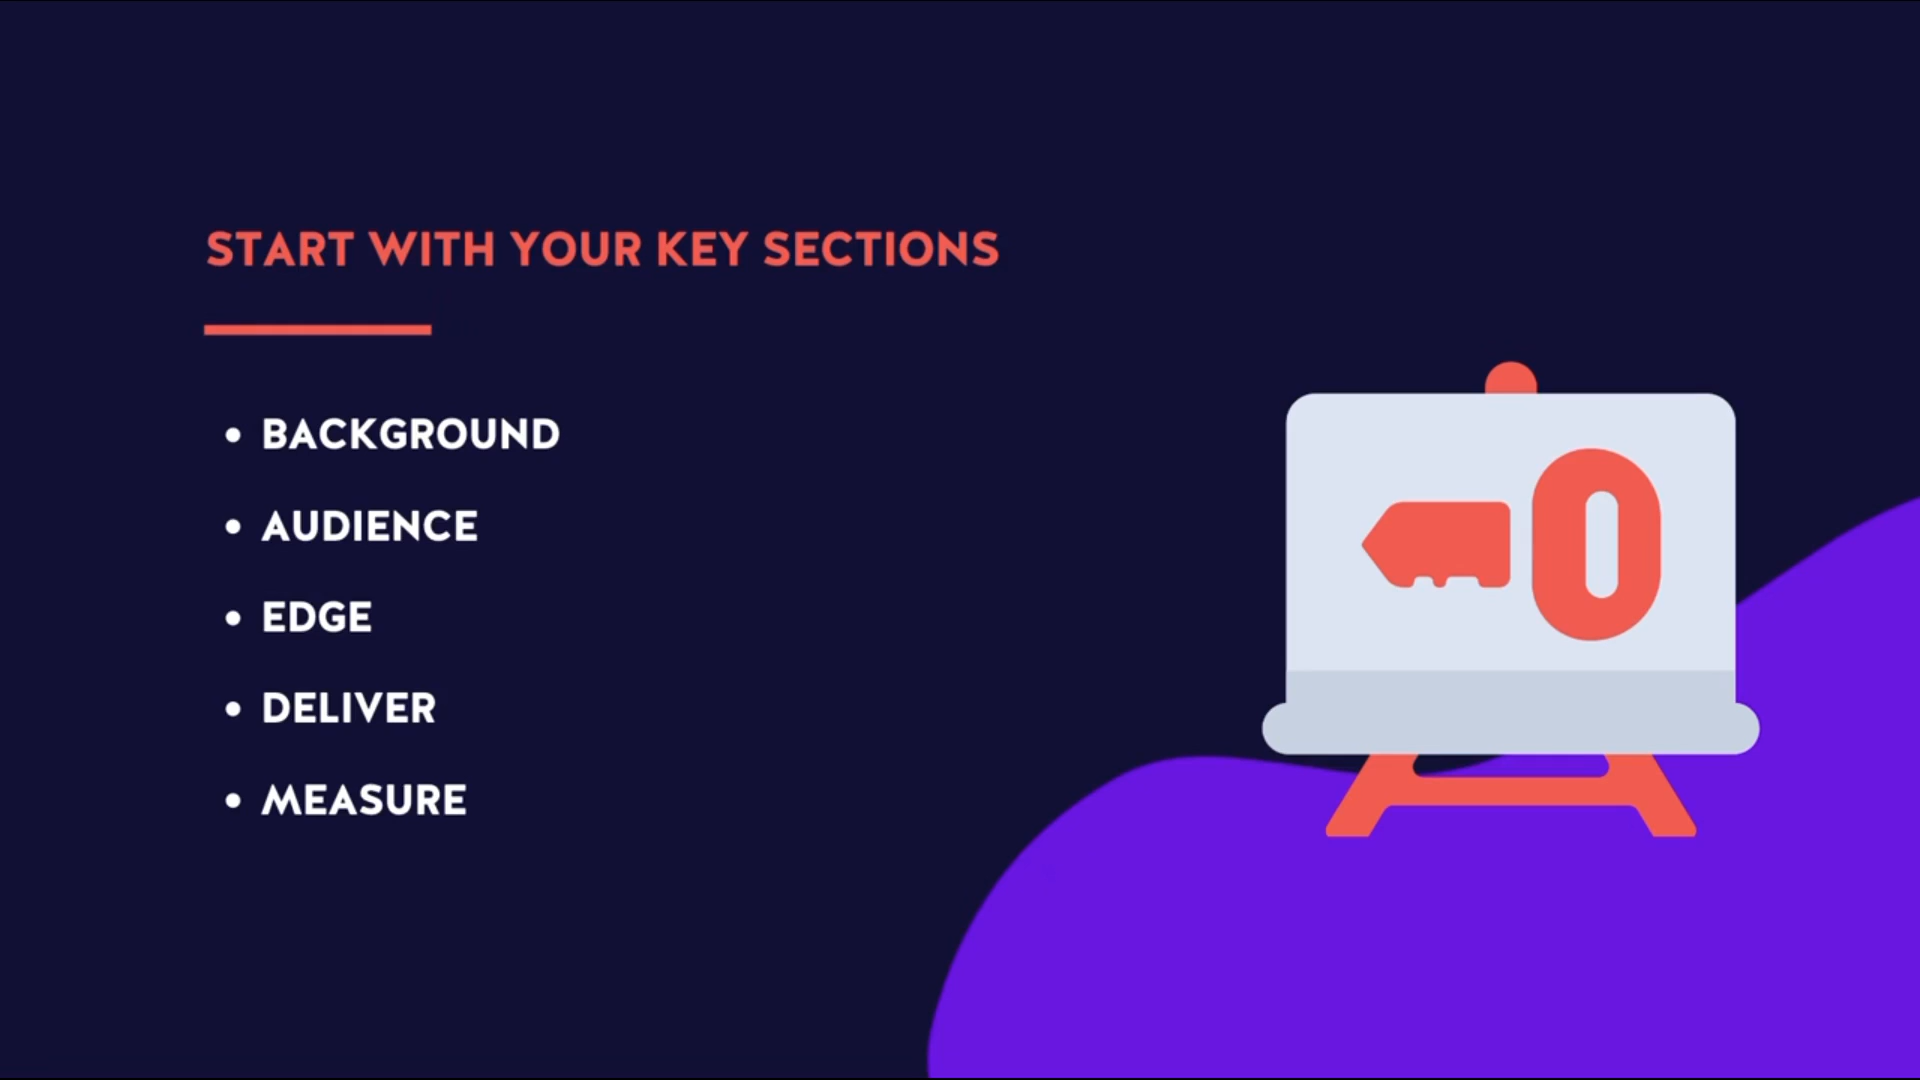 START WITH YOUR KEY SECTIONS
• BACKGROUND
• AUDIENCE
• EDGE
• DELIVER
• MEASURE